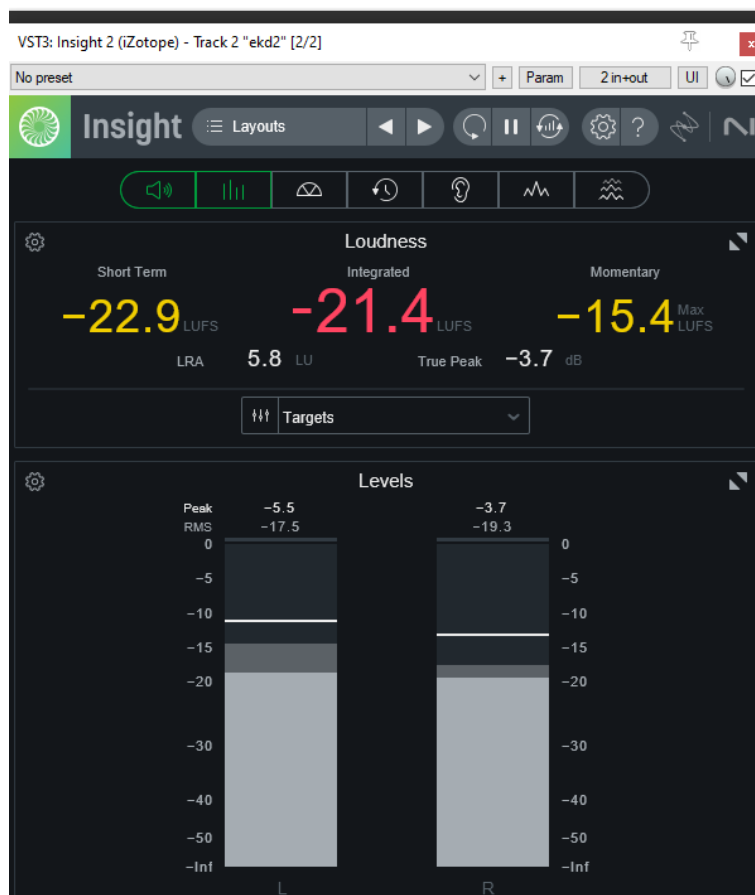 VST3: Insight 2 (iZotope) - Track 2 "ekd2" [2/2]
x
No preset + Param 2 in+out UI
Insight Layouts ?
Loudness
Short Term Integrated Momentary
−22.9 LUFS -21.4 LUFS −15.4 Max LUFS
LRA 5.8 LU True Peak −3.7 dB
Targets
Levels
Peak −5.5 −3.7
RMS −17.5 −19.3
0 0
−5 −5
−10 −10
−15 −15
−20 −20
−30 −30
−40 −40
−50 −50
−Inf −Inf
L R